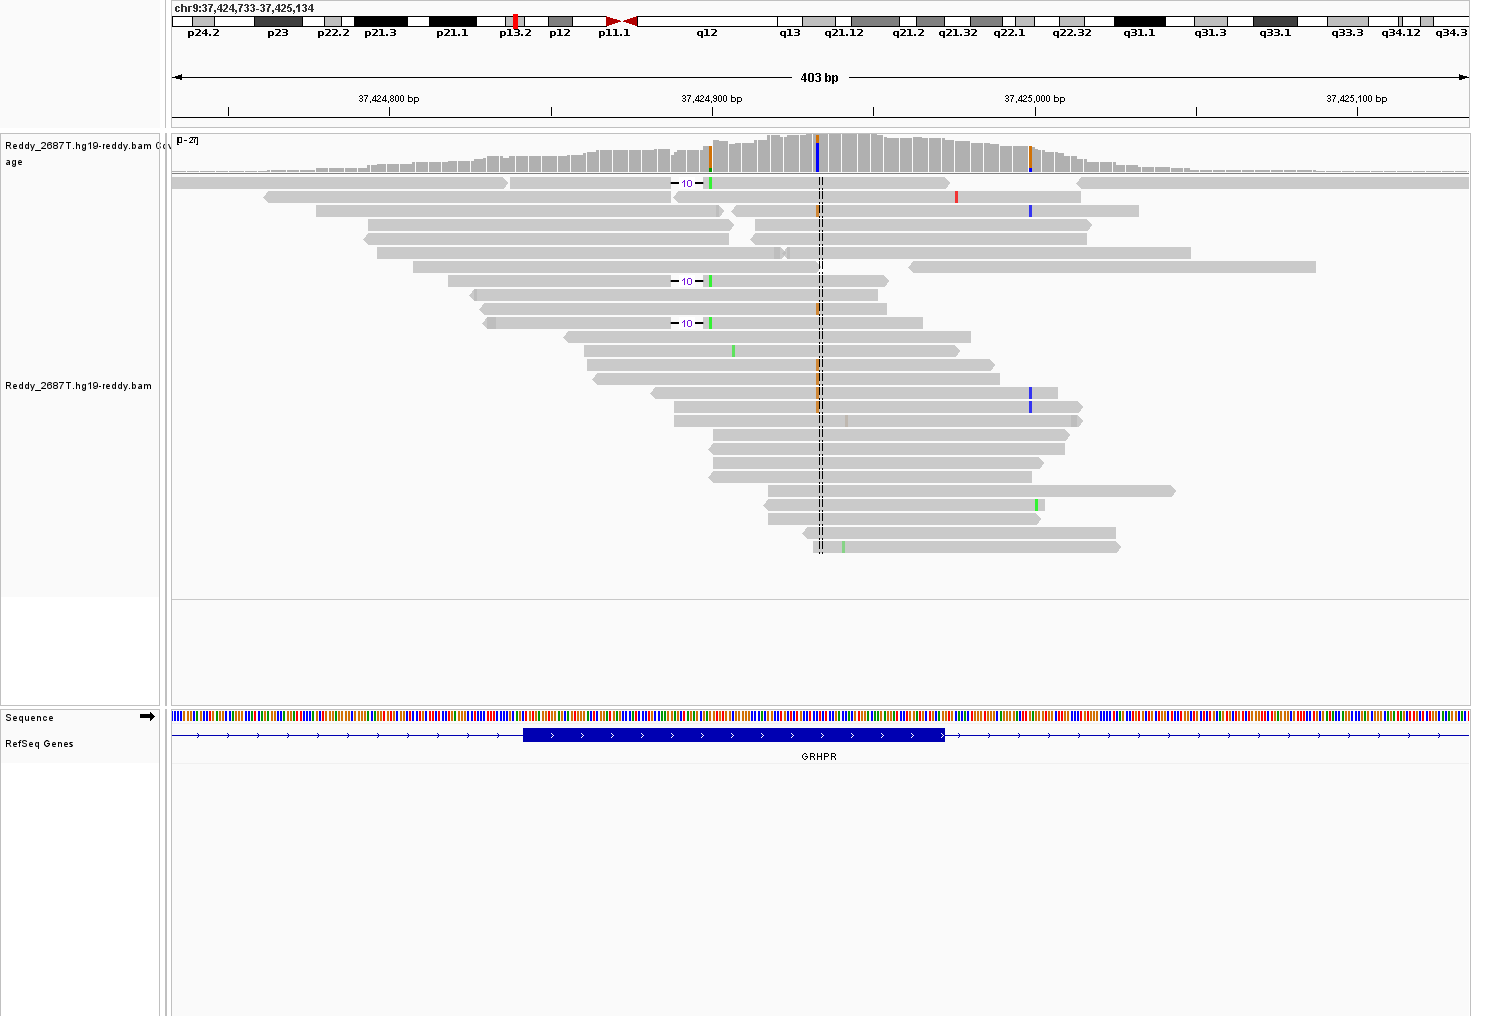 chr9:37,424,733-37,425,134
p24.2 p23 p22.2 p21.3 p21.1 p13.2 p12 p11.1 q12 q13 q21.12 q21.2 q21.32 q22.1 q22.32 q31.1 q31.3 q33.1 q33.3 q34.12 q34.3
403 bp
37,424,800 bp 37,424,900 bp 37,425,000 bp 37,425,100 bp
Reddy_2687T.hg19-reddy.bam Cov
age
[0 - 27]
10
10
10
Reddy_2687T.hg19-reddy.bam
Sequence
RefSeq Genes
GRHPR